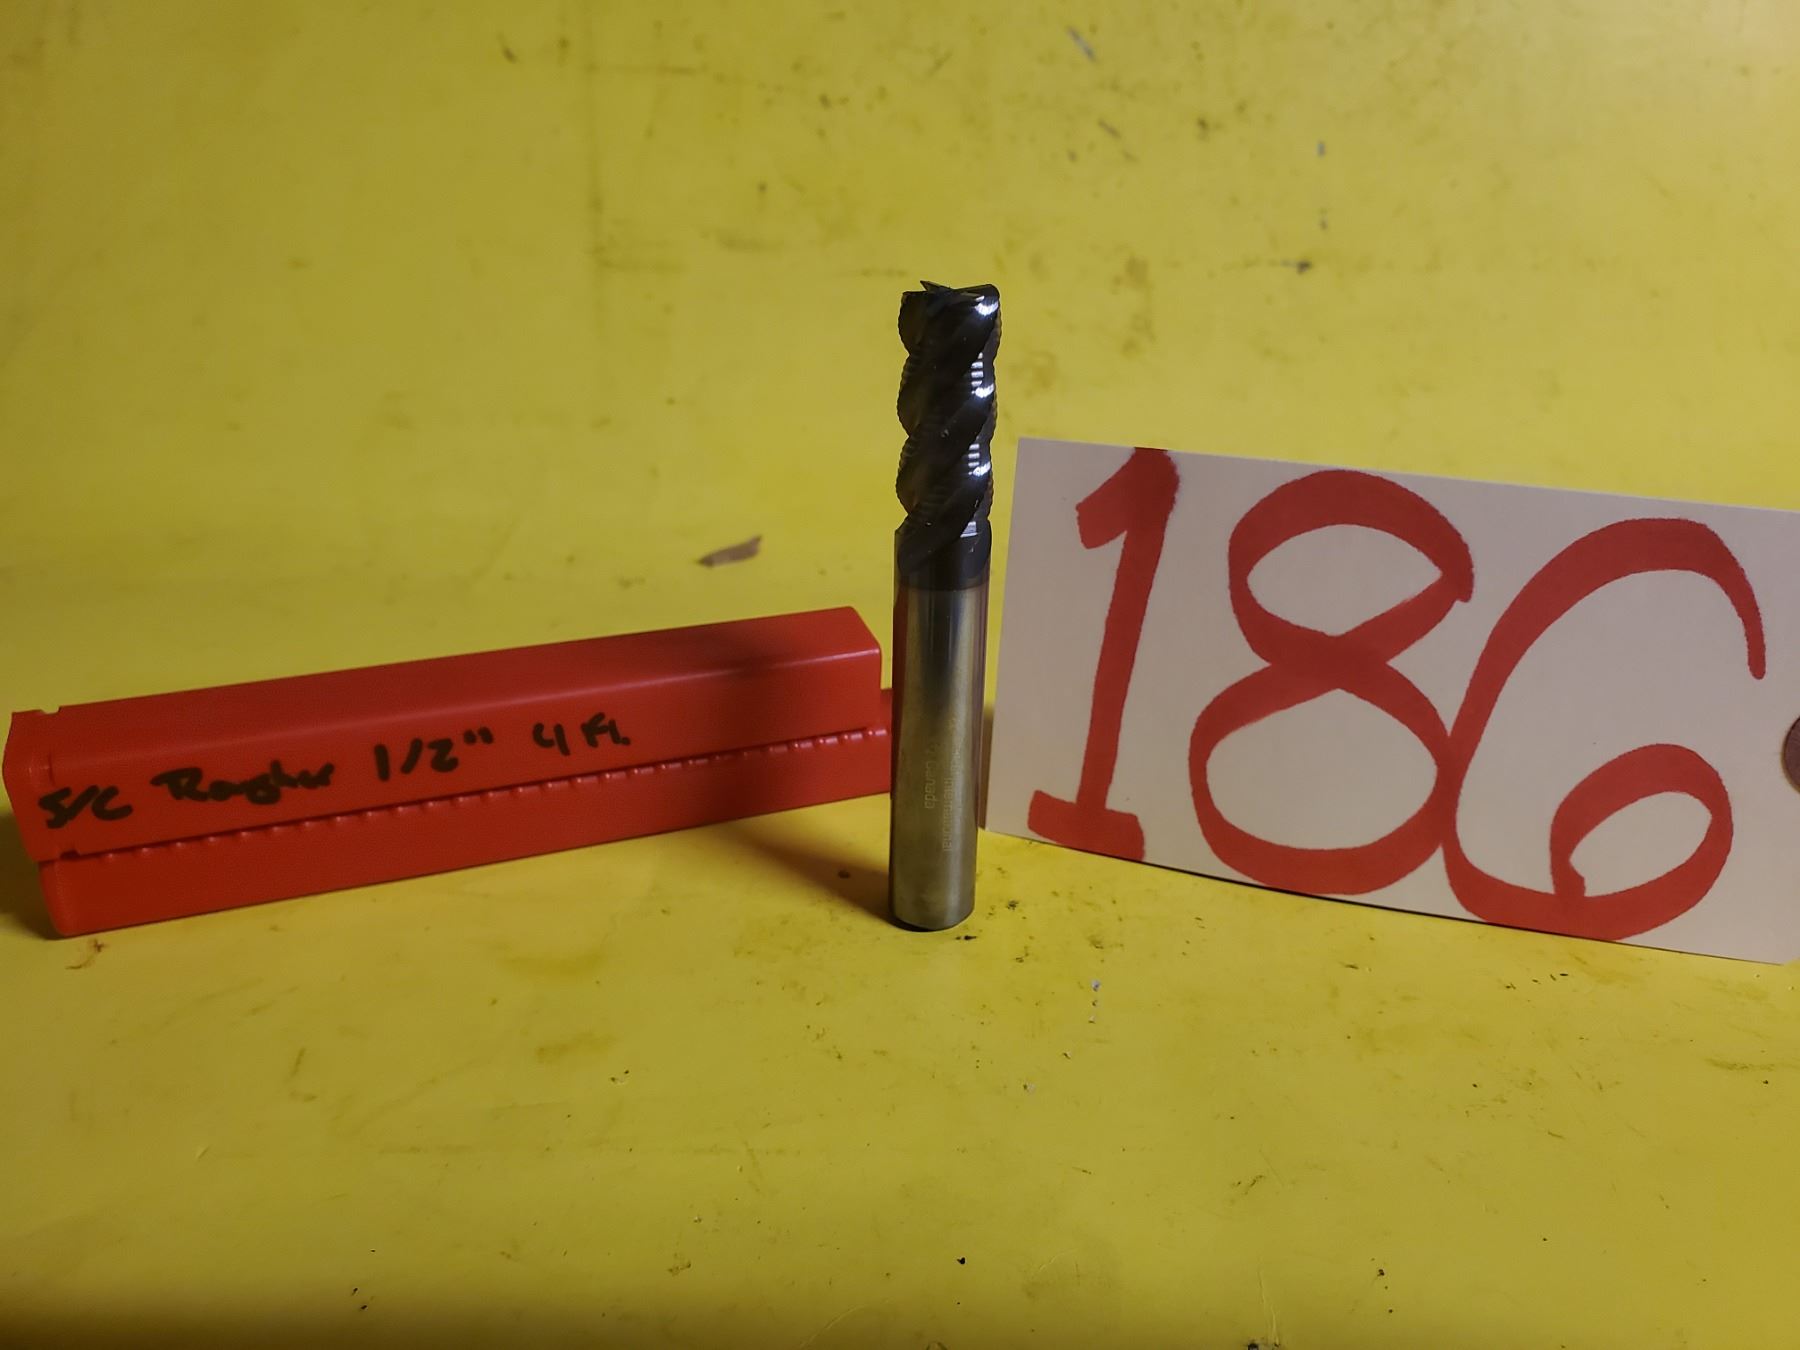 S/C Rougher 1/2" 4 Fl.
186
International
Canada